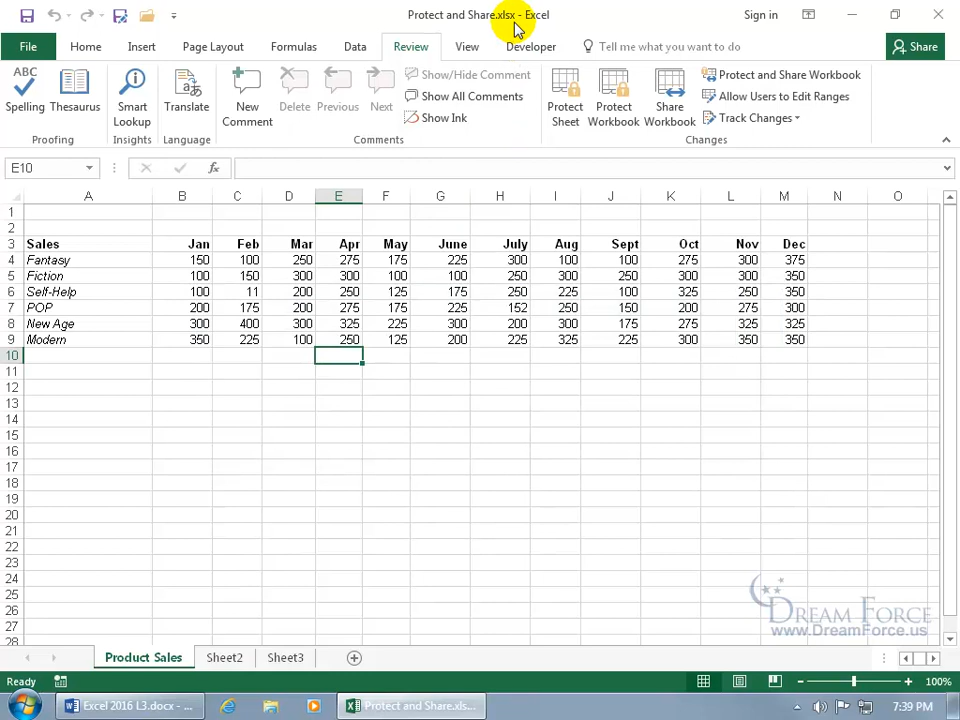 Protect and Share.xlsx - Excel
Sign in
File Home Insert Page Layout Formulas Data Review View Developer Tell me what you want to do Share
ABC
Spelling Thesaurus
Proofing
Smart Lookup
Insights
Translate
Language
New Comment
Delete Previous Next
Show/Hide Comment
Show All Comments
Show Ink
Comments
Protect Sheet
Protect Workbook
Share Workbook
Protect and Share Workbook
Allow Users to Edit Ranges
Track Changes
Changes
E10 fx
A B C D E F G H I J K L M N O
1
2
3 Sales Jan Feb Mar Apr May June July Aug Sept Oct Nov Dec
4 Fantasy 150 100 250 275 175 225 300 100 100 275 300 375
5 Fiction 100 150 300 300 100 100 250 300 250 300 300 350
6 Self-Help 100 11 200 250 125 175 250 225 100 325 250 350
7 POP 200 175 200 275 175 225 152 250 150 200 275 300
8 New Age 300 400 300 325 225 300 200 300 175 275 325 325
9 Modern 350 225 100 250 125 200 225 325 225 300 350 350
10
11
12
13
14
15
16
17
18
19
20
21
22
23
24
25
26
27
28
Dream Force
www.DreamForce.us
Product Sales Sheet2 Sheet3
Ready 100%
Excel 2016 L3.docx - ... Protect and Share.xls... 7:39 PM